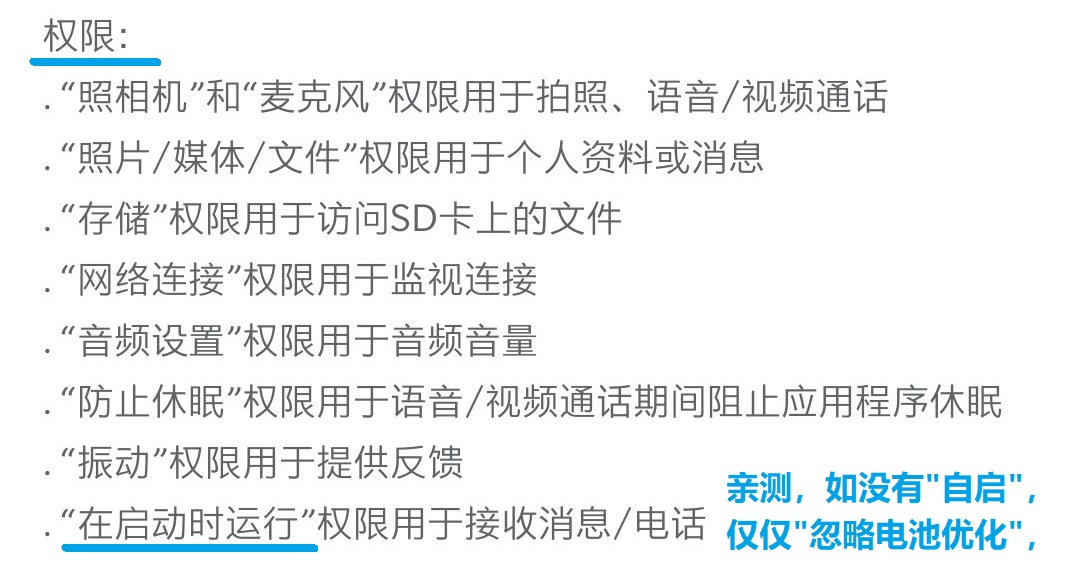 权限:
. “照相机”和“麦克风”权限用于拍照、语音/视频通话
. “照片/媒体/文件”权限用于个人资料或消息
. “存储”权限用于访问SD卡上的文件
. “网络连接”权限用于监视连接
. “音频设置”权限用于音频音量
. “防止休眠”权限用于语音/视频通话期间阻止应用程序休眠
. “振动”权限用于提供反馈
. “在启动时运行”权限用于接收消息/电话
亲测，如没有"自启"，
仅仅"忽略电池优化"，